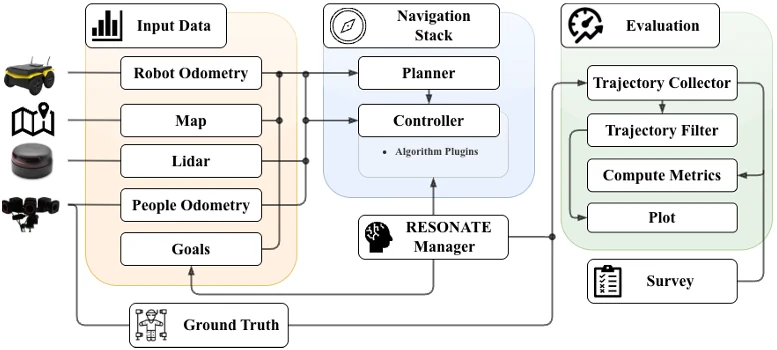 Input Data
Robot Odometry
Map
Lidar
People Odometry
Goals
Ground Truth
Navigation
Stack
Planner
Controller
• Algorithm Plugins
RESONATE
Manager
Evaluation
Trajectory Collector
Trajectory Filter
Compute Metrics
Plot
Survey